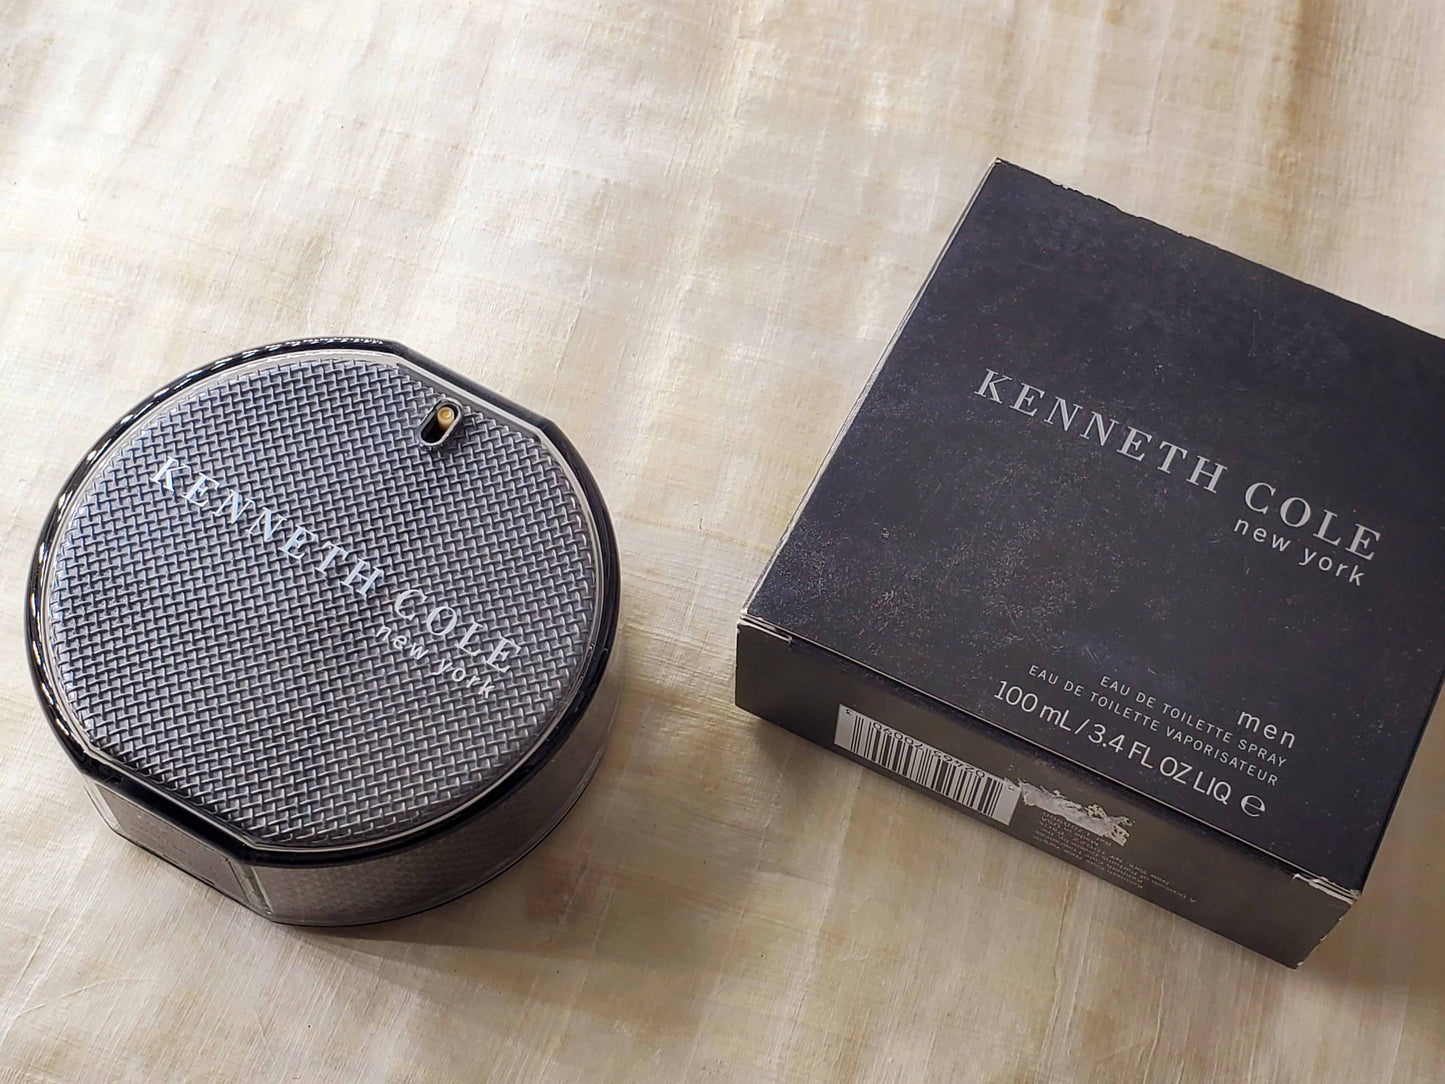 KENNETH COLE
new york
KENNETH COLE
new york
men
EAU DE TOILETTE SPRAY
EAU DE TOILETTE VAPORISATEUR
100 mL / 3.4 FL OZ LIQ ℮